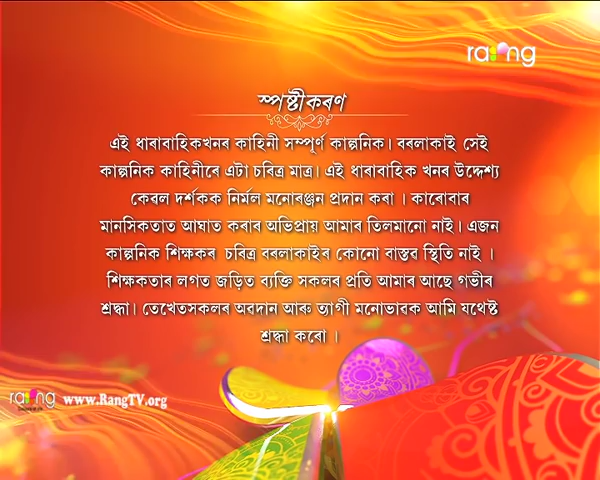 rang
স্পষ্টীকৰণ
এই ধাৰাবাহিকখনৰ কাহিনী সম্পূৰ্ণ কাল্পনিক। বৰলাকাই সেই
কাল্পনিক কাহিনীৰে এটা চৰিত্ৰ মাত্ৰ। এই ধাৰাবাহিক খনৰ উদ্দেশ্য
কেৱল দৰ্শকক নিৰ্মল মনোৰঞ্জন প্ৰদান কৰা । কাৰোবাৰ
মানসিকতাত আঘাত কৰাৰ অভিপ্ৰায় আমাৰ তিলমানো নাই। এজন
কাল্পনিক শিক্ষকৰ চৰিত্ৰ বৰলাকাইৰ কোনো বাস্তৱ স্থিতি নাই ।
শিক্ষকতাৰ লগত জড়িত ব্যক্তি সকলৰ প্ৰতি আমাৰ আছে গভীৰ
শ্ৰদ্ধা। তেখেতসকলৰ অৱদান আৰু ত্যাগী মনোভাৱক আমি যথেষ্ট
শ্ৰদ্ধা কৰো ।
rang www.RangTV.org